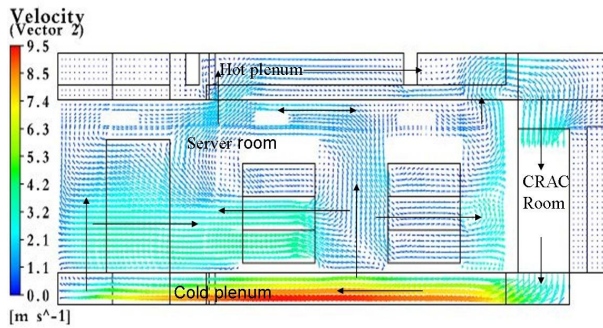 Velocity
(Vector 2)
9.5
8.5
7.4
6.4
5.3
4.2
3.2
2.1
1.1
0.0
[m s^-1]
Hot plenum
Server room
CRAC
Room
Cold plenum